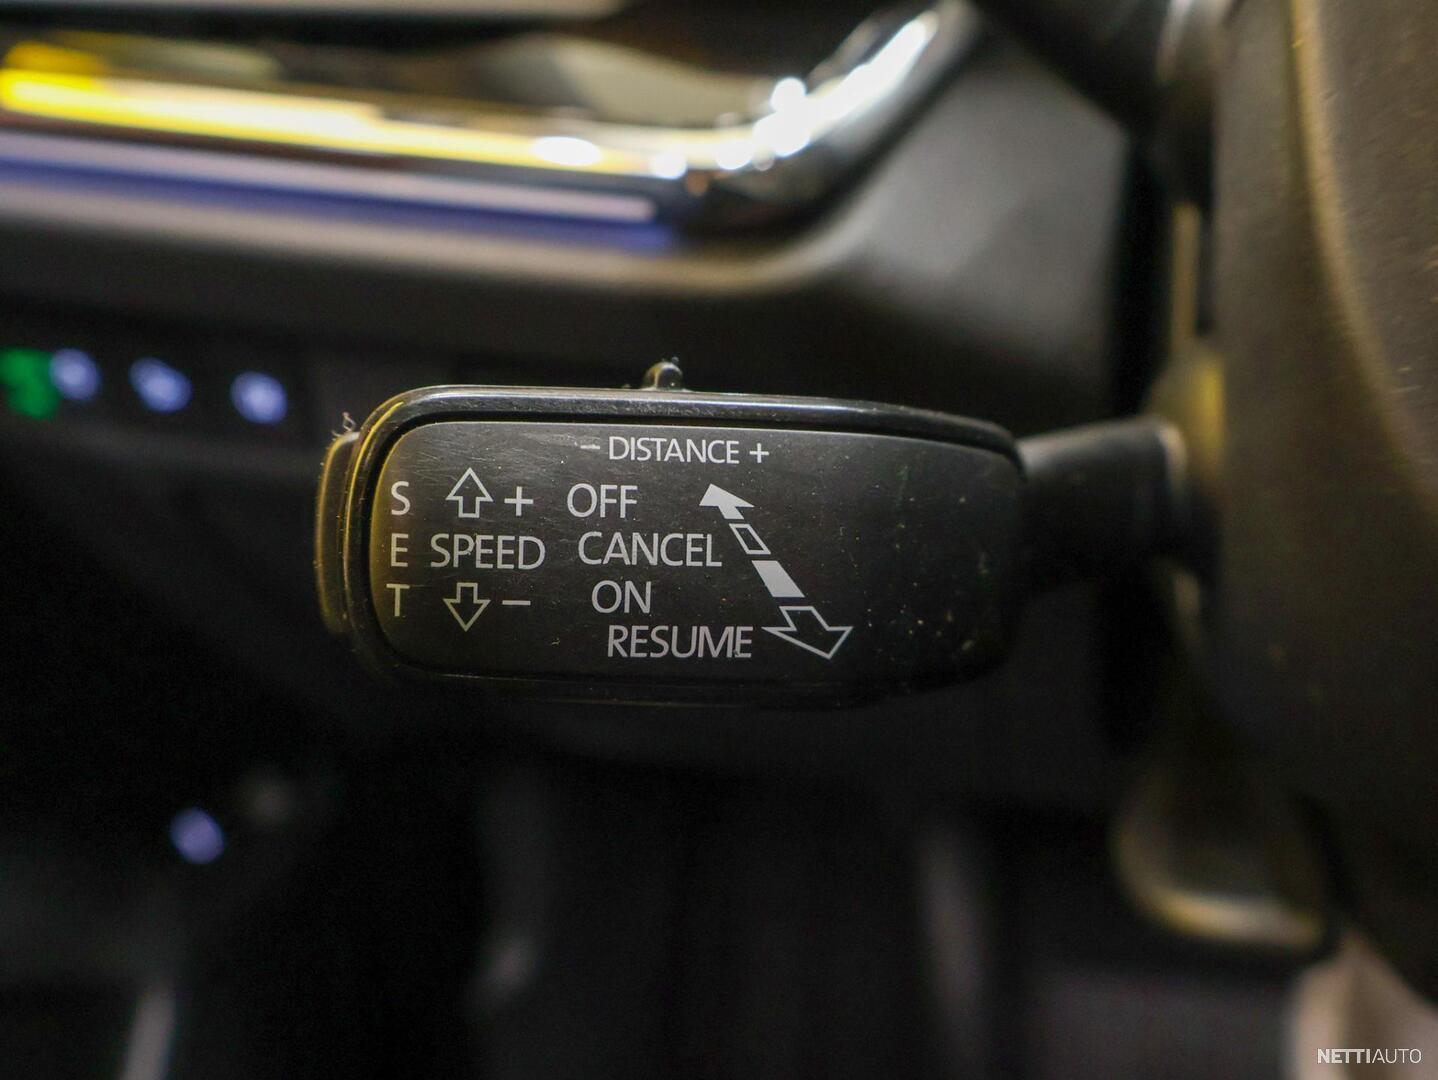 – DISTANCE +
S + OFF
E SPEED CANCEL
T – ON
RESUME
NETTIAUTO